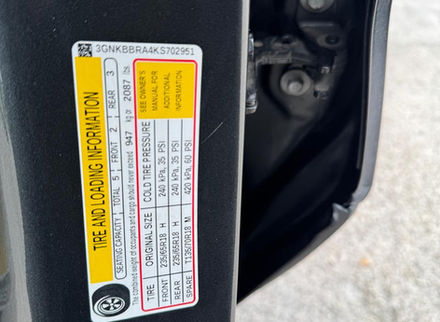 3GNKBBRA4KS702951
TIRE AND LOADING INFORMATION
SEATING CAPACITY TOTAL 5 FRONT 2 REAR 3
The combined weight of occupants and cargo should never exceed 947 kg or 2087 lbs.
TIRE ORIGINAL SIZE COLD TIRE PRESSURE
FRONT 235/65R18 H 240 kPa, 35 PSI
REAR 235/65R18 H 240 kPa, 35 PSI
SPARE T135/70R18 M 420 kPa, 60 PSI
SEE OWNER'S
MANUAL FOR
ADDITIONAL
INFORMATION